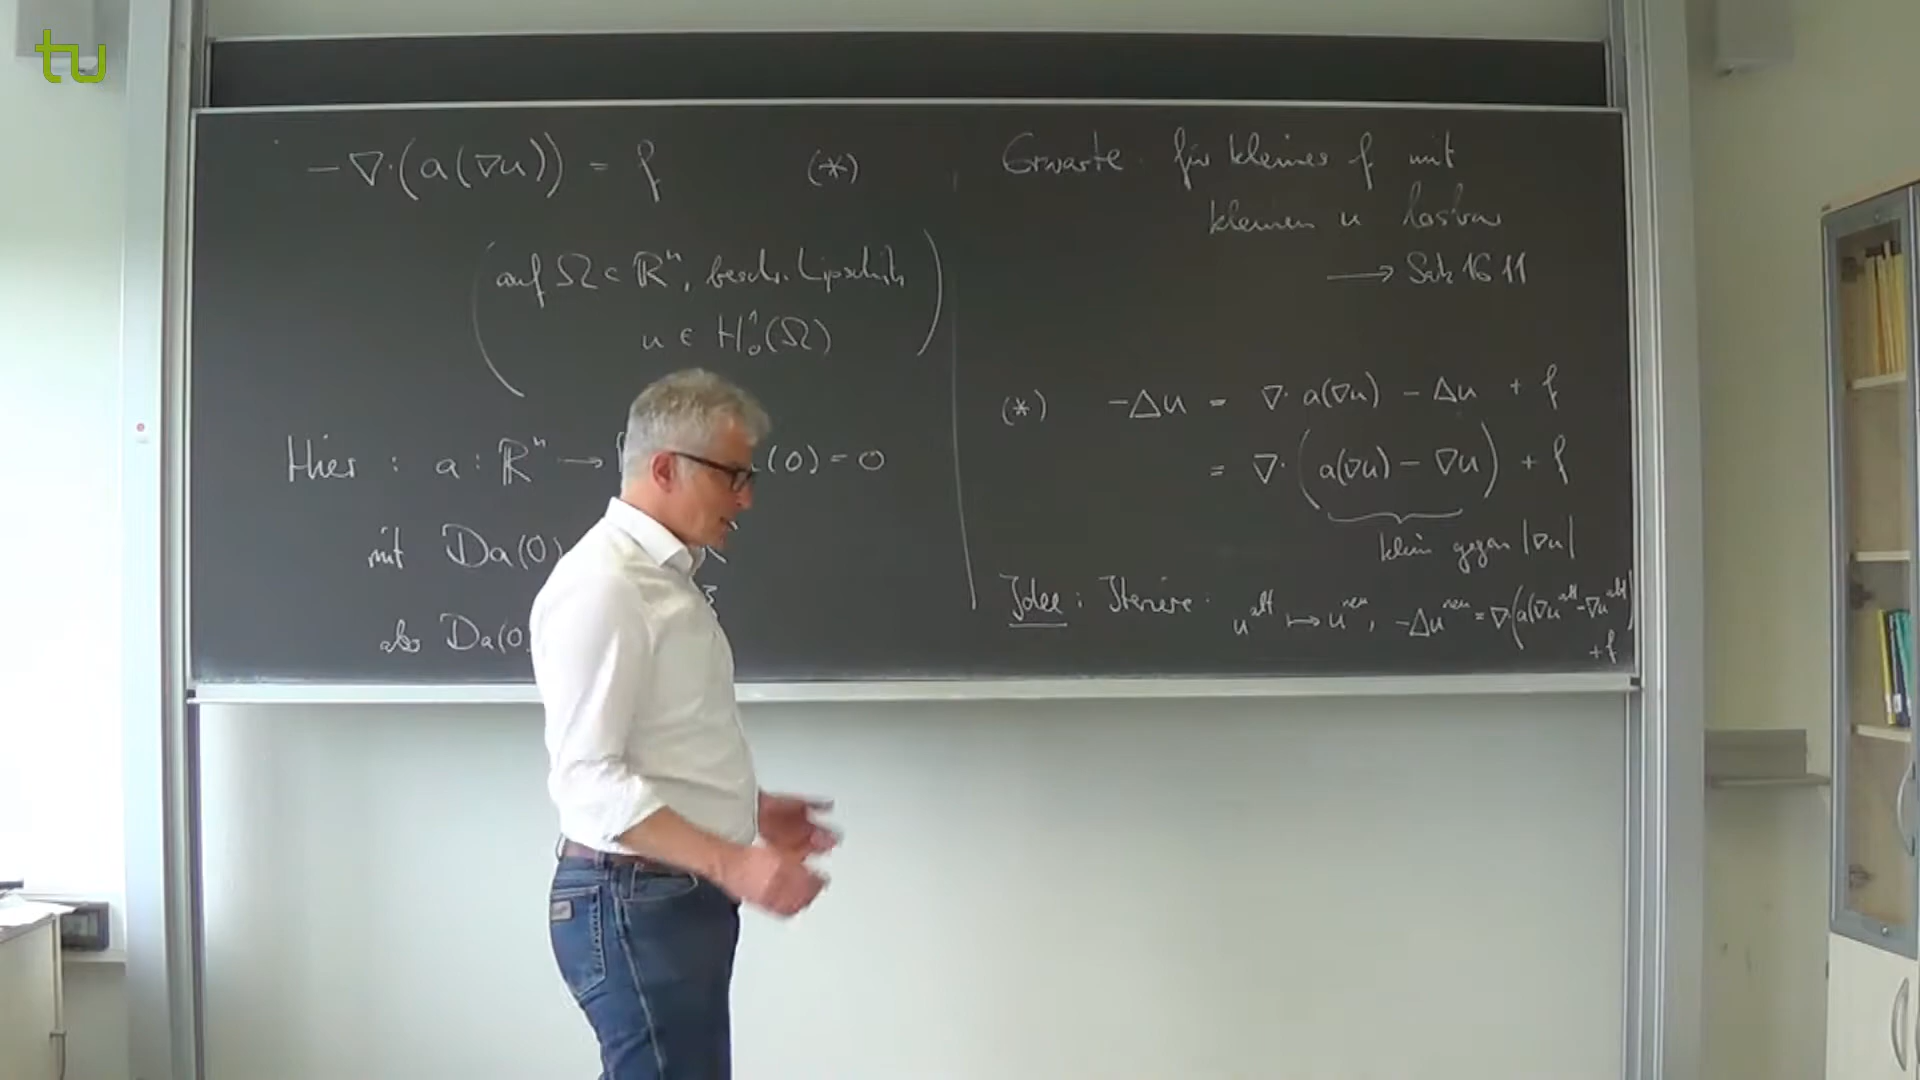 tu
-∇·(a(∇u)) = f (*)
(auf Ω ⊂ ℝⁿ, beschr. Lipschitz
u ∈ H¹₀(Ω))
Hier : a : ℝⁿ → (0) = 0
mit Da(0)
also Da(0)
Erwarte: für kleines f mit
kleinem u lösbar
→ Satz 16.11
(*) -Δu = ∇·a(∇u) - Δu + f
= ∇·(a(∇u) - ∇u) + f
klein gegen |∇u|
Idee : Iteriere: u^alt ↦ u^neu, -Δu^neu = ∇·(a(∇u^alt - ∇u^alt)
+ f